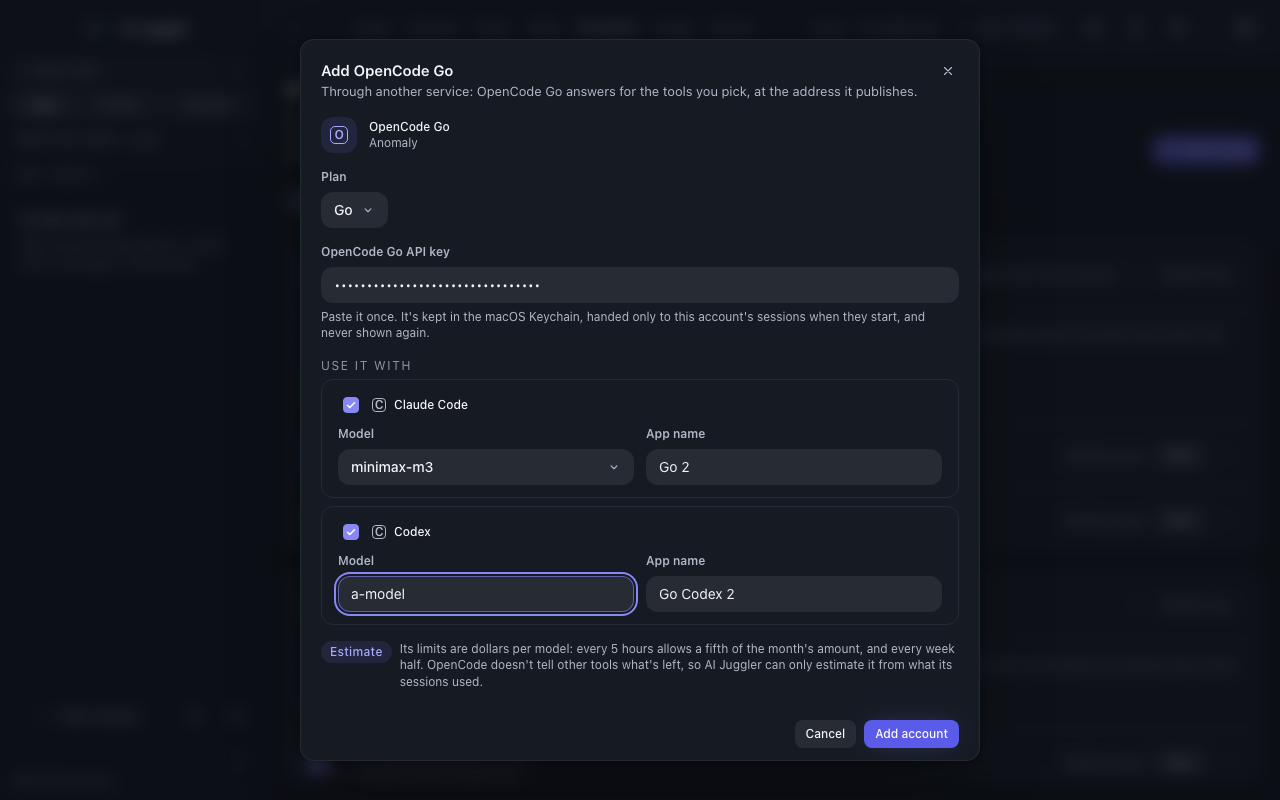 Add OpenCode Go
Through another service: OpenCode Go answers for the tools you pick, at the address it publishes.
O
OpenCode Go
Anomaly
Plan
Go
OpenCode Go API key
••••••••••••••••••••••••••••••••
Paste it once. It's kept in the macOS Keychain, handed only to this account's sessions when they start, and
never shown again.
USE IT WITH
C Claude Code
Model App name
minimax-m3 Go 2
C Codex
Model App name
a-model Go Codex 2
Estimate Its limits are dollars per model: every 5 hours allows a fifth of the month's amount, and every week
half. OpenCode doesn't tell other tools what's left, so AI Juggler can only estimate it from what its
sessions used.
Cancel Add account